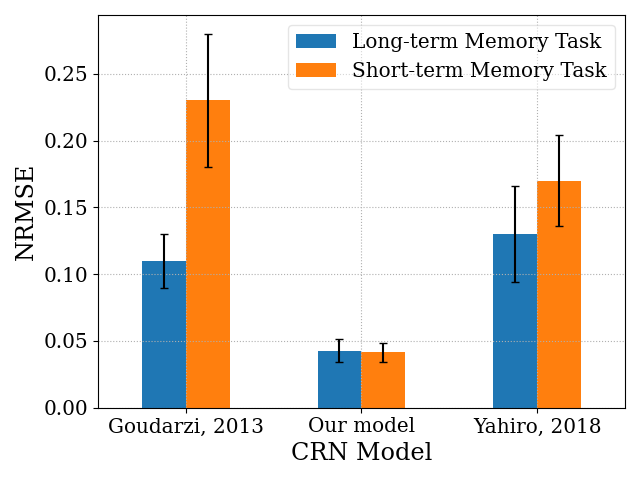 Long-term Memory Task
Short-term Memory Task
NRMSE
0.25
0.20
0.15
0.10
0.05
0.00
Goudarzi, 2013
Our model
Yahiro, 2018
CRN Model